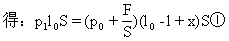 得：p₁l₀S = (p₀ + F/S)(l₀ -l + x)S①